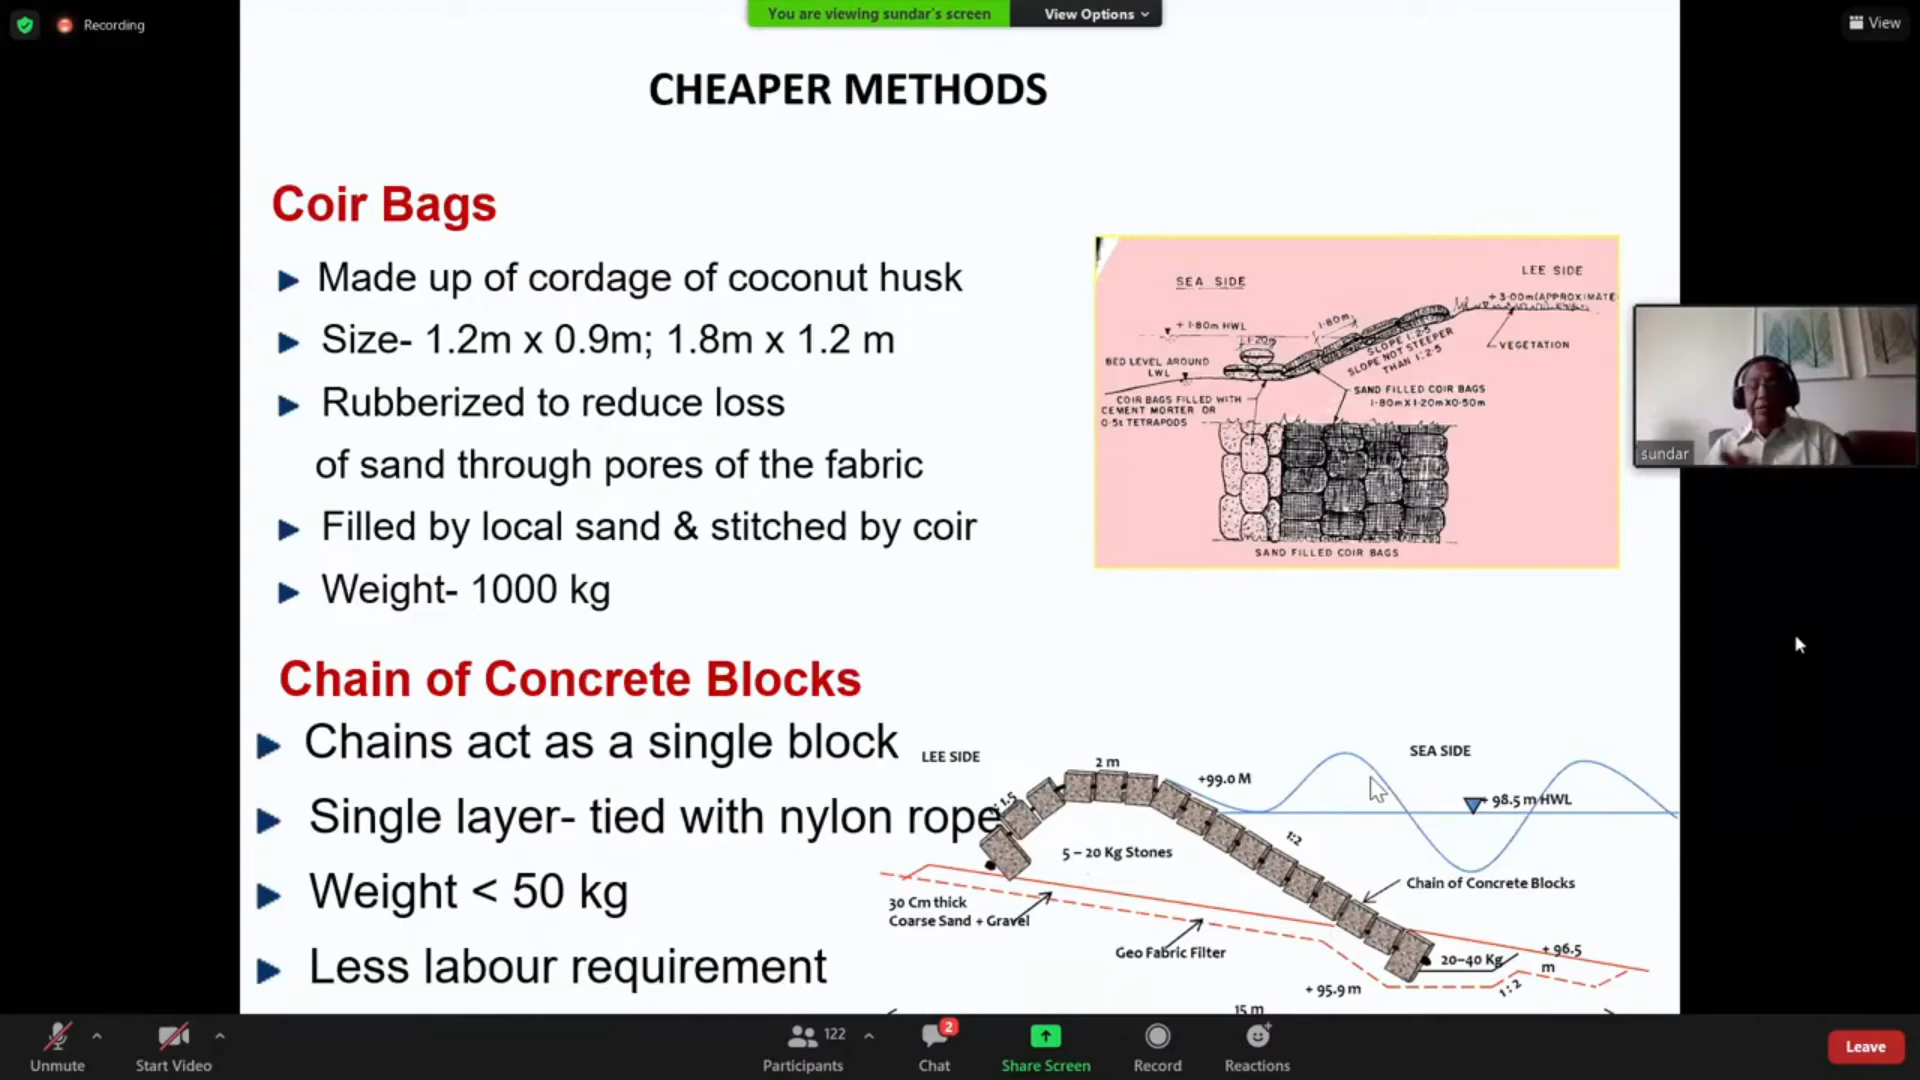 Recording
You are viewing sundar's screen
View Options
View
CHEAPER METHODS
Coir Bags
Made up of cordage of coconut husk
Size- 1.2m x 0.9m; 1.8m x 1.2 m
Rubberized to reduce loss
of sand through pores of the fabric
Filled by local sand & stitched by coir
Weight- 1000 kg
SEA SIDE
LEE SIDE
+ 3·00m (APPROXIMATE
+ 1·80m HWL
1·80m
1·20m
SLOPE 1:2·5
SLOPE NOT STEEPER
THAN 1:2·5
VEGETATION
BED LEVEL AROUND
LWL
COIR BAGS FILLED WITH
CEMENT MORTER OR
0·5t TETRAPODS
SAND FILLED COIR BAGS
1·80mX1·20mX0·50m
SAND FILLED COIR BAGS
sundar
Chain of Concrete Blocks
Chains act as a single block
Single layer- tied with nylon rope
Weight < 50 kg
Less labour requirement
LEE SIDE
2 m
+99.0 M
SEA SIDE
+ 98.5 m HWL
1:1.5
1:2
5 – 20 Kg Stones
Chain of Concrete Blocks
30 Cm thick
Coarse Sand + Gravel
Geo Fabric Filter
20–40 Kg
+ 96.5
m
+ 95.9 m
1: 2
15 m
Unmute
Start Video
122
Participants
2
Chat
Share Screen
Record
Reactions
Leave